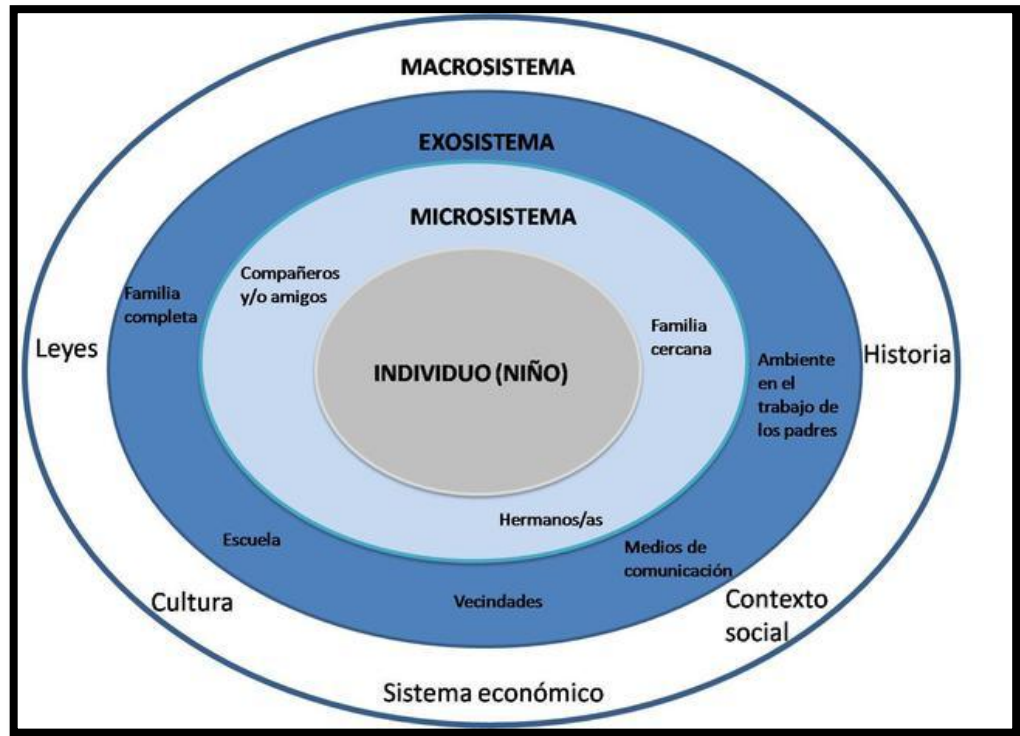 MACROSISTEMA
EXOSISTEMA
MICROSISTEMA
Compañeros
y/o amigos
Familia
completa
Familia
cercana
Leyes
INDIVIDUO (NIÑO)
Historia
Ambiente
en el
trabajo de
los padres
Hermanos/as
Escuela
Medios de
comunicación
Vecindades
Cultura
Contexto
social
Sistema económico